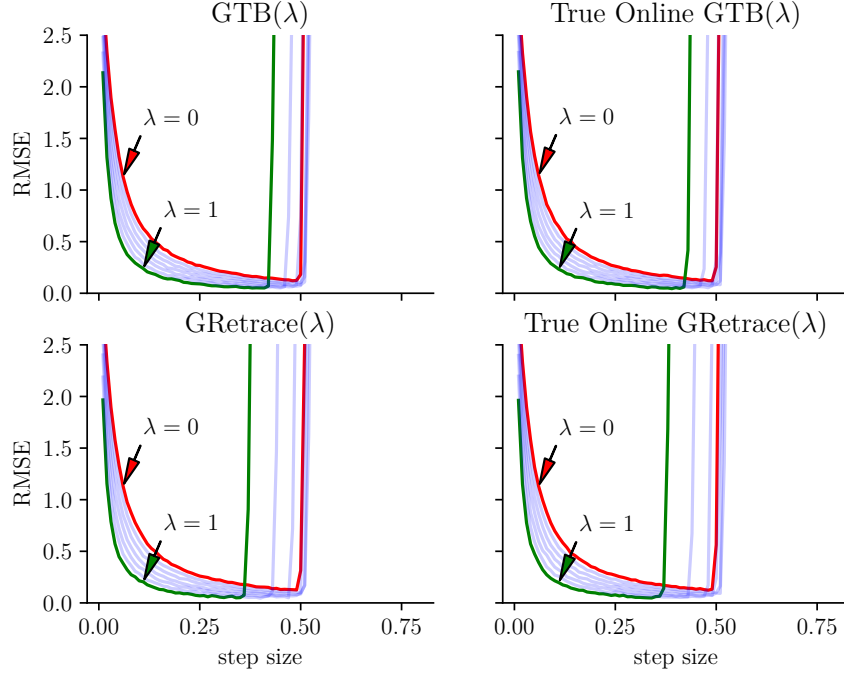 GTB(λ)
True Online GTB(λ)
2.5
2.0
1.5
1.0
0.5
0.0
RMSE
λ = 0
λ = 1
λ = 0
λ = 1
GRetrace(λ)
True Online GRetrace(λ)
2.5
2.0
1.5
1.0
0.5
0.0
RMSE
λ = 0
λ = 1
λ = 0
λ = 1
0.00 0.25 0.50 0.75
step size
0.00 0.25 0.50 0.75
step size